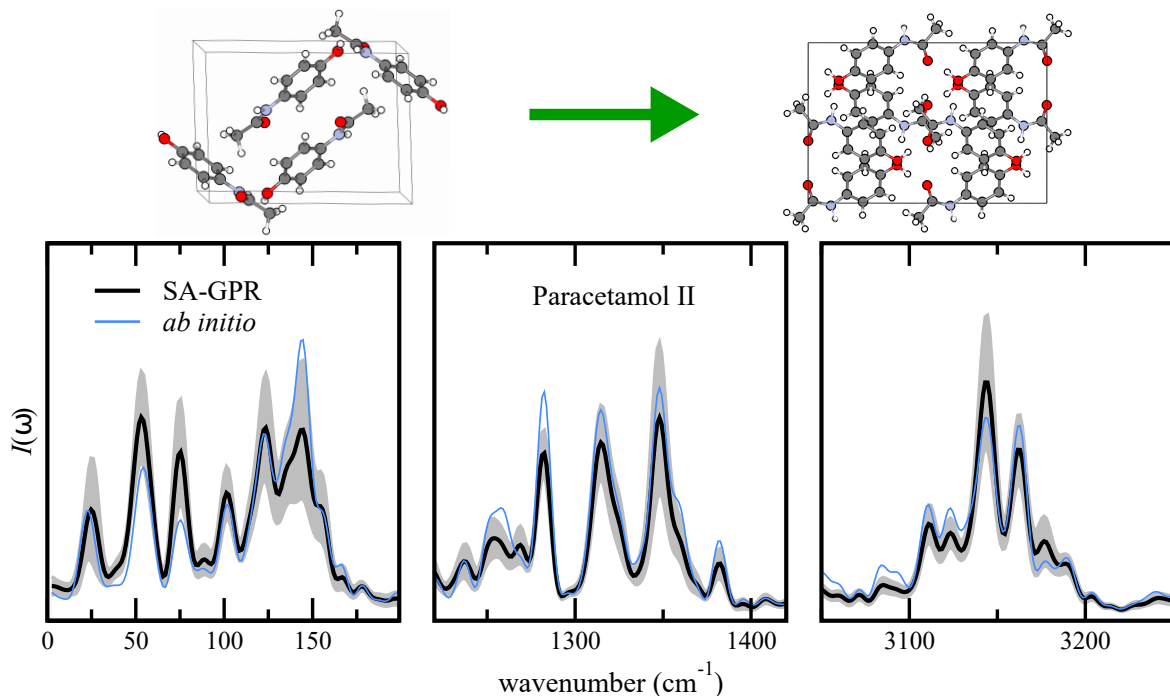 SA-GPR
ab initio
Paracetamol II
I(ω)
0 50 100 150
1300 1400
3100 3200
wavenumber (cm⁻¹)